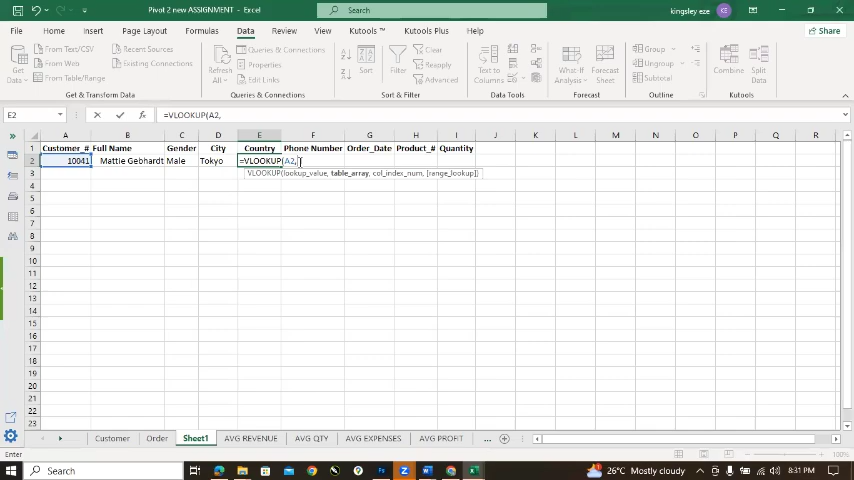 Pivot 2 new ASSIGNMENT - Excel
Search
kingsley eze
KE
File
Home
Insert
Page Layout
Formulas
Data
Review
View
Kutools ™
Kutools Plus
Help
Share
Get Data
From Text/CSV
From Web
From Table/Range
Recent Sources
Existing Connections
Get & Transform Data
Refresh All
Queries & Connections
Properties
Edit Links
Queries & Connections
Sort
Filter
Clear
Reapply
Advanced
Sort & Filter
Text to Columns
Data Tools
What-If Analysis
Forecast Sheet
Forecast
Group
Ungroup
Subtotal
Outline
Combine
Split Data
E2
fx
=VLOOKUP(A2,
A B C D E F G H I J K L M N O P Q R
1 Customer_# Full Name Gender City Country Phone Number Order_Date Product_# Quantity
2 10041 Mattie Gebhardt Male Tokyo =VLOOKUP(A2,
3 VLOOKUP(lookup_value, table_array, col_index_num, [range_lookup])
4
5
6
7
8
9
10
11
12
13
14
15
16
17
18
19
20
21
22
23
Customer
Order
Sheet1
AVG REVENUE
AVG QTY
AVG EXPENSES
AVG PROFIT
...
Enter
100%
Search
26°C Mostly cloudy
8:31 PM